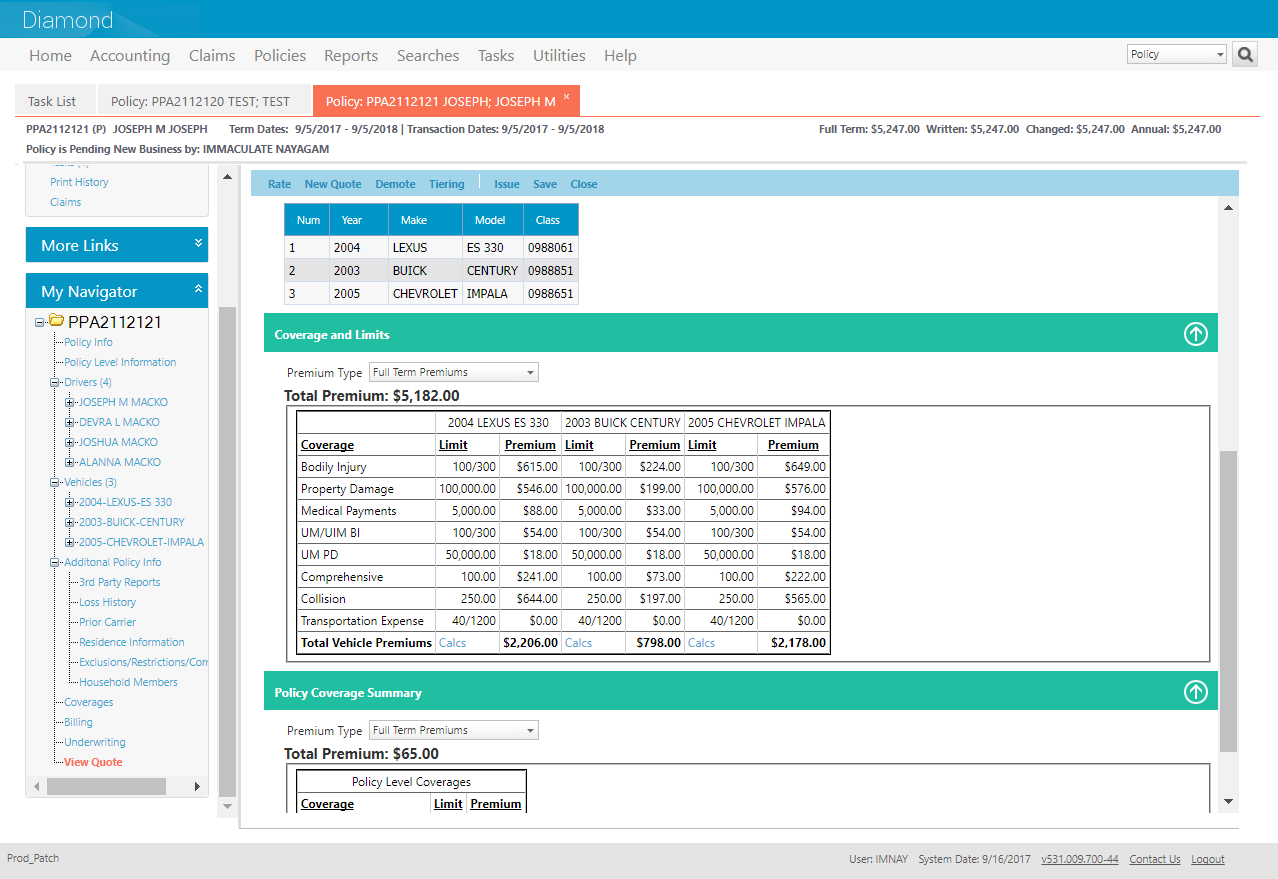 Diamond
Home Accounting Claims Policies Reports Searches Tasks Utilities Help Policy
Task List Policy: PPA2112120 TEST; TEST Policy: PPA2112121 JOSEPH; JOSEPH M x
PPA2112121 (P) JOSEPH M JOSEPH Term Dates: 9/5/2017 - 9/5/2018 | Transaction Dates: 9/5/2017 - 9/5/2018 Full Term: $5,247.00 Written: $5,247.00 Changed: $5,247.00 Annual: $5,247.00
Policy is Pending New Business by: IMMACULATE NAYAGAM
Print History
Claims
More Links
My Navigator
PPA2112121
Policy Info
Policy Level Information
Drivers (4)
JOSEPH M MACKO
DEVRA L MACKO
JOSHUA MACKO
ALANNA MACKO
Vehicles (3)
2004-LEXUS-ES 330
2003-BUICK-CENTURY
2005-CHEVROLET-IMPALA
Additonal Policy Info
3rd Party Reports
Loss History
Prior Carrier
Residence Information
Exclusions/Restrictions/Con
Household Members
Coverages
Billing
Underwriting
View Quote
Rate New Quote Demote Tiering Issue Save Close
Num Year Make Model Class
1 2004 LEXUS ES 330 0988061
2 2003 BUICK CENTURY 0988851
3 2005 CHEVROLET IMPALA 0988651
Coverage and Limits
Premium Type Full Term Premiums
Total Premium: $5,182.00
2004 LEXUS ES 330 2003 BUICK CENTURY 2005 CHEVROLET IMPALA
Coverage Limit Premium Limit Premium Limit Premium
Bodily Injury 100/300 $615.00 100/300 $224.00 100/300 $649.00
Property Damage 100,000.00 $546.00 100,000.00 $199.00 100,000.00 $576.00
Medical Payments 5,000.00 $88.00 5,000.00 $33.00 5,000.00 $94.00
UM/UIM BI 100/300 $54.00 100/300 $54.00 100/300 $54.00
UM PD 50,000.00 $18.00 50,000.00 $18.00 50,000.00 $18.00
Comprehensive 100.00 $241.00 100.00 $73.00 100.00 $222.00
Collision 250.00 $644.00 250.00 $197.00 250.00 $565.00
Transportation Expense 40/1200 $0.00 40/1200 $0.00 40/1200 $0.00
Total Vehicle Premiums Calcs $2,206.00 Calcs $798.00 Calcs $2,178.00
Policy Coverage Summary
Premium Type Full Term Premiums
Total Premium: $65.00
Policy Level Coverages
Coverage Limit Premium
Prod_Patch User: IMNAY System Date: 9/16/2017 v531.009.700-44 Contact Us Logout